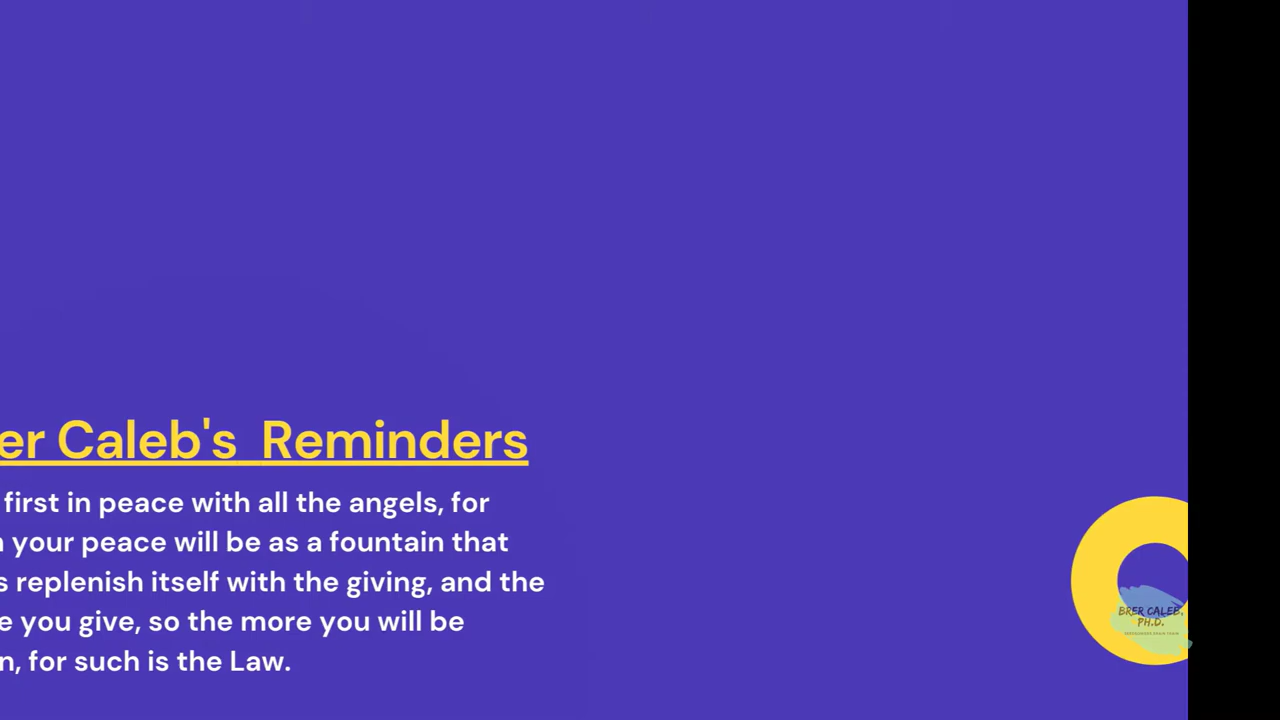 er Caleb's Reminders
first in peace with all the angels, for
your peace will be as a fountain that
s replenish itself with the giving, and the
e you give, so the more you will be
n, for such is the Law.
BRER CALEB,
PH.D.